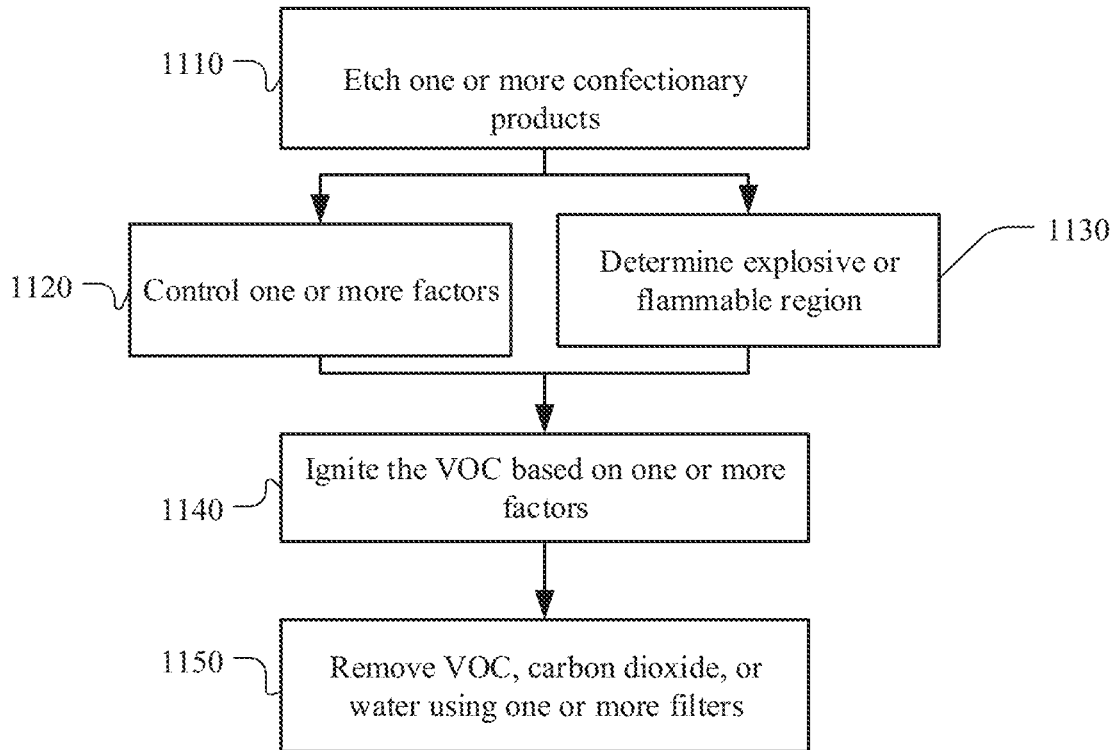 1110
Etch one or more confectionary
products
1120
Control one or more factors
Determine explosive or
flammable region
1130
Ignite the VOC based on one or more
factors
1140
1150
Remove VOC, carbon dioxide, or
water using one or more filters